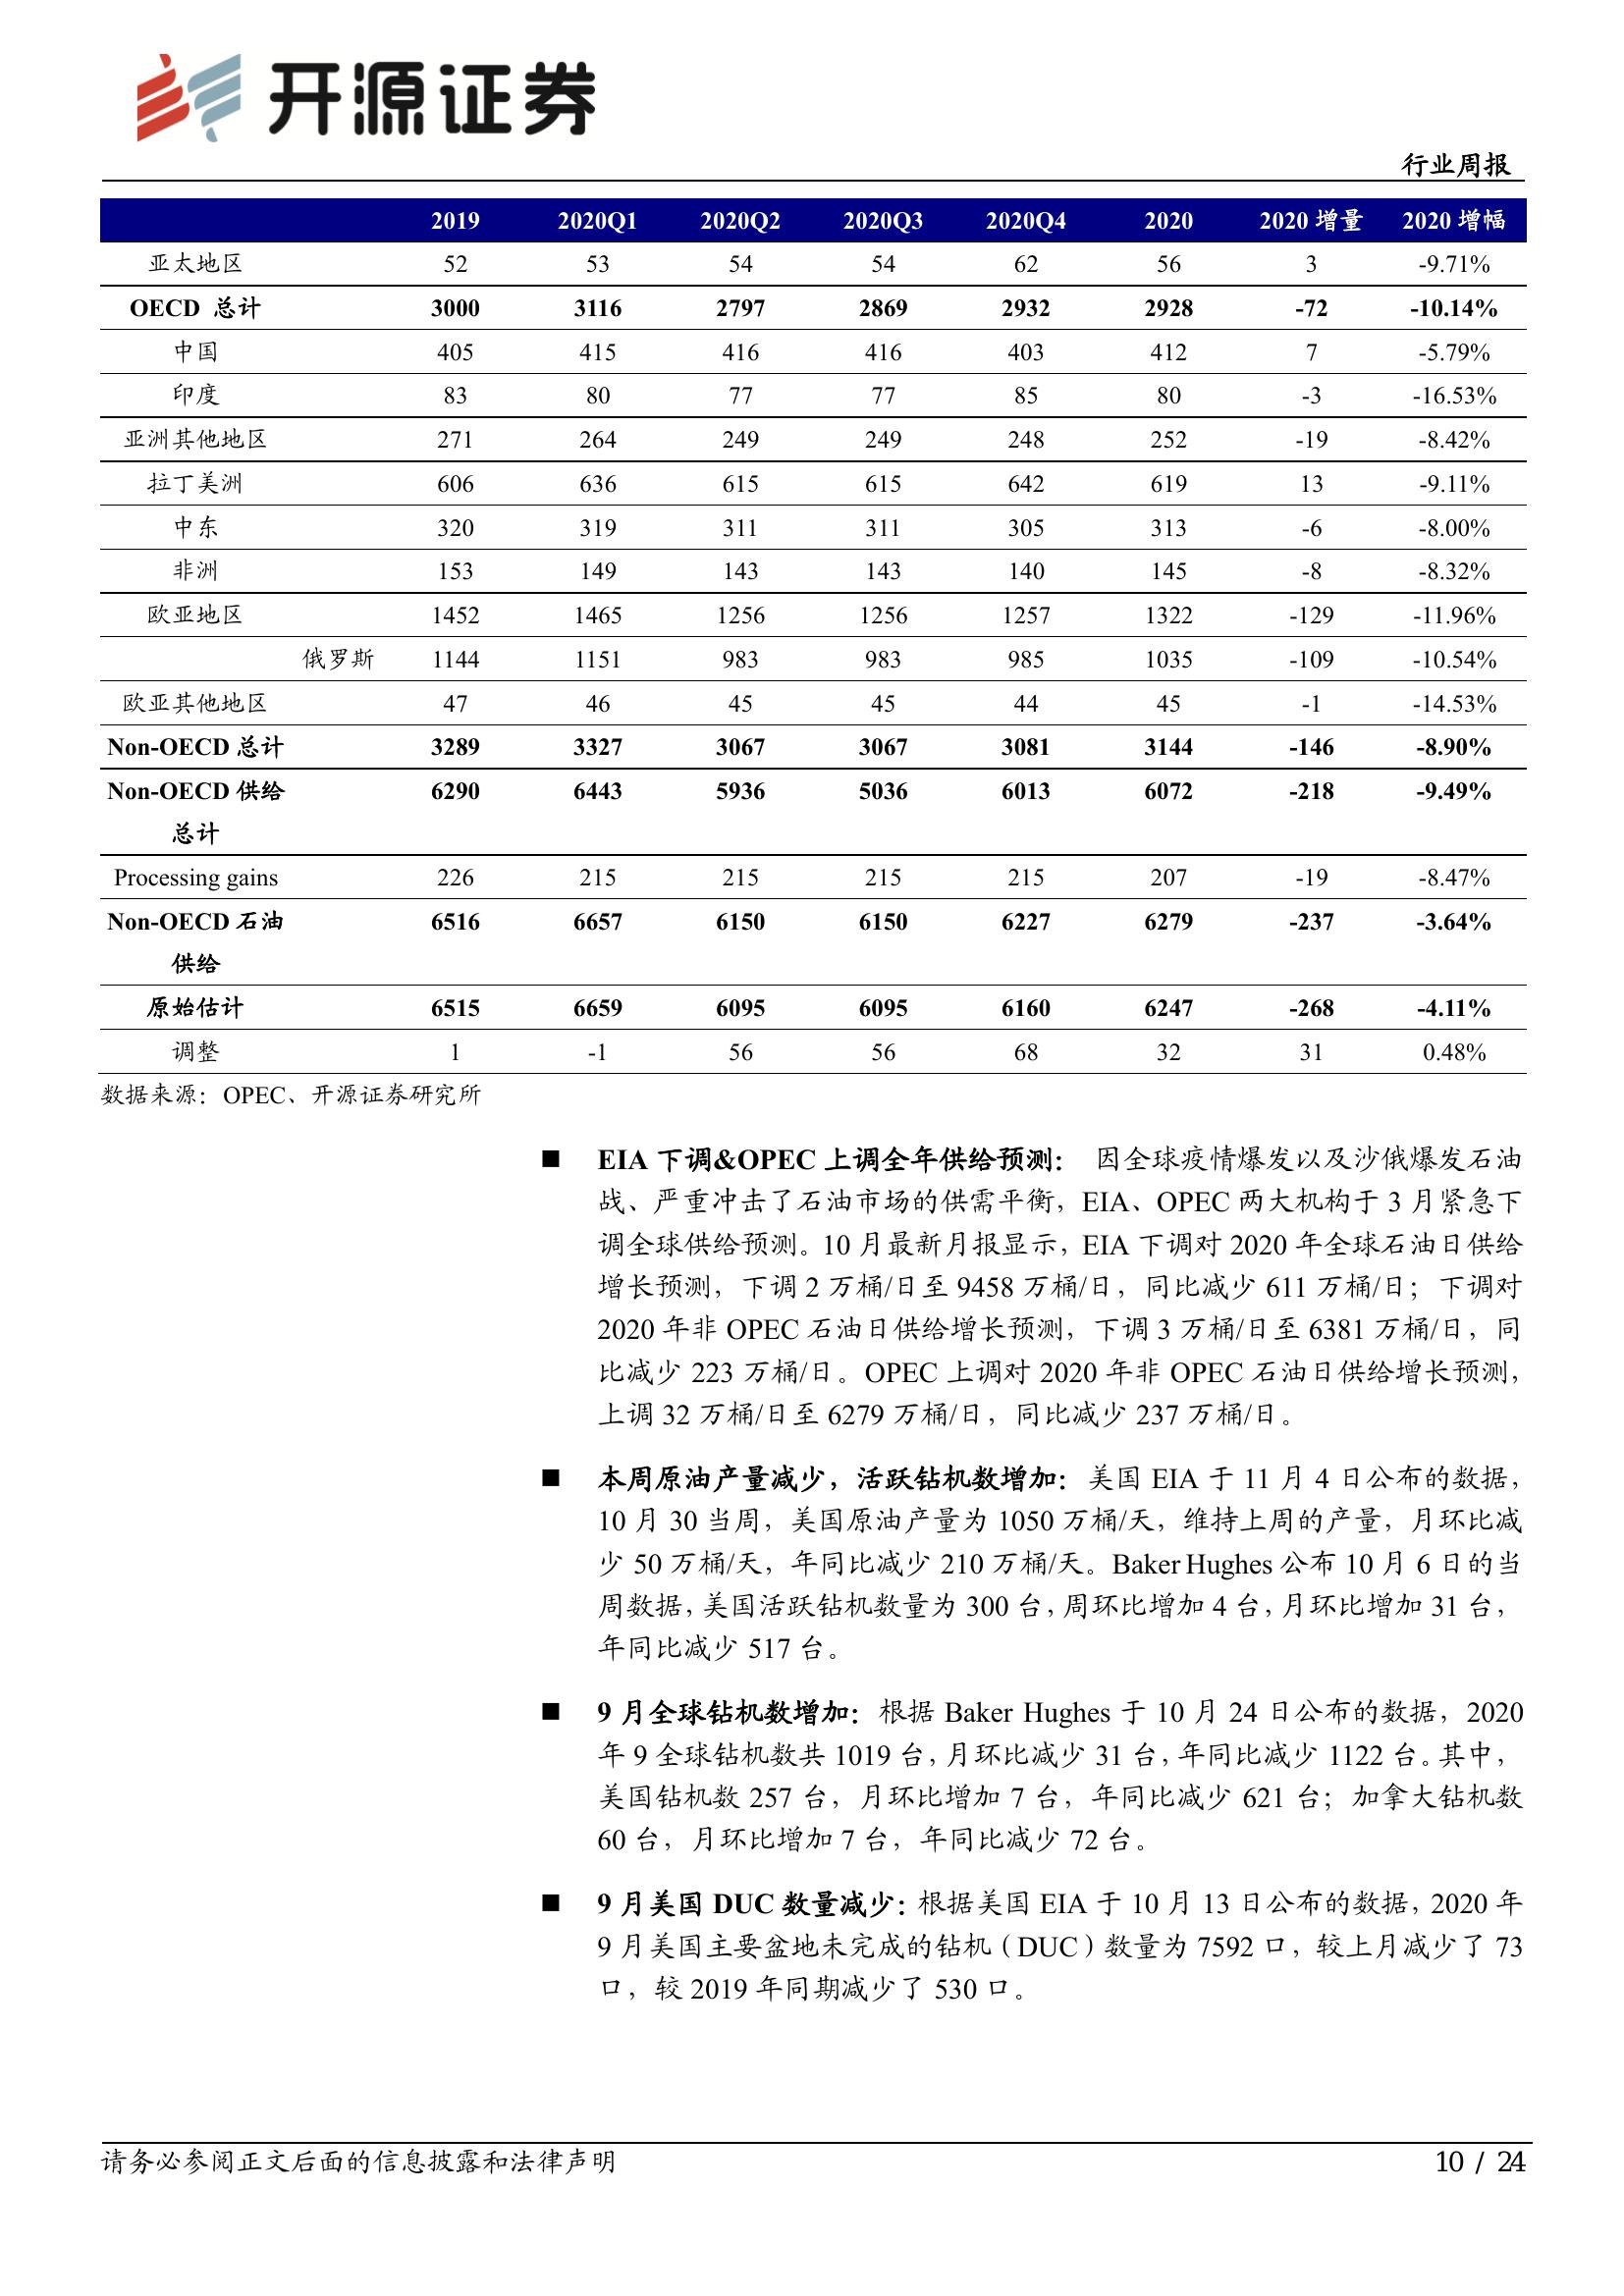 开源证券
行业周报
2019 2020Q1 2020Q2 2020Q3 2020Q4 2020 2020 增量 2020 增幅
亚太地区 52 53 54 54 62 56 3 -9.71%
OECD 总计 3000 3116 2797 2869 2932 2928 -72 -10.14%
中国 405 415 416 416 403 412 7 -5.79%
印度 83 80 77 77 85 80 -3 -16.53%
亚洲其他地区 271 264 249 249 248 252 -19 -8.42%
拉丁美洲 606 636 615 615 642 619 13 -9.11%
中东 320 319 311 311 305 313 -6 -8.00%
非洲 153 149 143 143 140 145 -8 -8.32%
欧亚地区 1452 1465 1256 1256 1257 1322 -129 -11.96%
俄罗斯 1144 1151 983 983 985 1035 -109 -10.54%
欧亚其他地区 47 46 45 45 44 45 -1 -14.53%
Non-OECD 总计 3289 3327 3067 3067 3081 3144 -146 -8.90%
Non-OECD 供给 6290 6443 5936 5036 6013 6072 -218 -9.49%
总计
Processing gains 226 215 215 215 215 207 -19 -8.47%
Non-OECD 石油 6516 6657 6150 6150 6227 6279 -237 -3.64%
供给
原始估计 6515 6659 6095 6095 6160 6247 -268 -4.11%
调整 1 -1 56 56 68 32 31 0.48%
数据来源：OPEC、开源证券研究所
■ EIA 下调&OPEC 上调全年供给预测： 因全球疫情爆发以及沙俄爆发石油
战、严重冲击了石油市场的供需平衡，EIA、OPEC 两大机构于 3 月紧急下
调全球供给预测。10 月最新月报显示，EIA 下调对 2020 年全球石油日供给
增长预测，下调 2 万桶/日至 9458 万桶/日，同比减少 611 万桶/日；下调对
2020 年非 OPEC 石油日供给增长预测，下调 3 万桶/日至 6381 万桶/日，同
比减少 223 万桶/日。OPEC 上调对 2020 年非 OPEC 石油日供给增长预测，
上调 32 万桶/日至 6279 万桶/日，同比减少 237 万桶/日。
■ 本周原油产量减少，活跃钻机数增加：美国 EIA 于 11 月 4 日公布的数据，
10 月 30 当周，美国原油产量为 1050 万桶/天，维持上周的产量，月环比减
少 50 万桶/天，年同比减少 210 万桶/天。Baker Hughes 公布 10 月 6 日的当
周数据，美国活跃钻机数量为 300 台，周环比增加 4 台，月环比增加 31 台，
年同比减少 517 台。
■ 9 月全球钻机数增加：根据 Baker Hughes 于 10 月 24 日公布的数据，2020
年 9 全球钻机数共 1019 台，月环比减少 31 台，年同比减少 1122 台。其中，
美国钻机数 257 台，月环比增加 7 台，年同比减少 621 台；加拿大钻机数
60 台，月环比增加 7 台，年同比减少 72 台。
■ 9 月美国 DUC 数量减少：根据美国 EIA 于 10 月 13 日公布的数据，2020 年
9 月美国主要盆地未完成的钻机（DUC）数量为 7592 口，较上月减少了 73
口，较 2019 年同期减少了 530 口。
请务必参阅正文后面的信息披露和法律声明 10 / 24